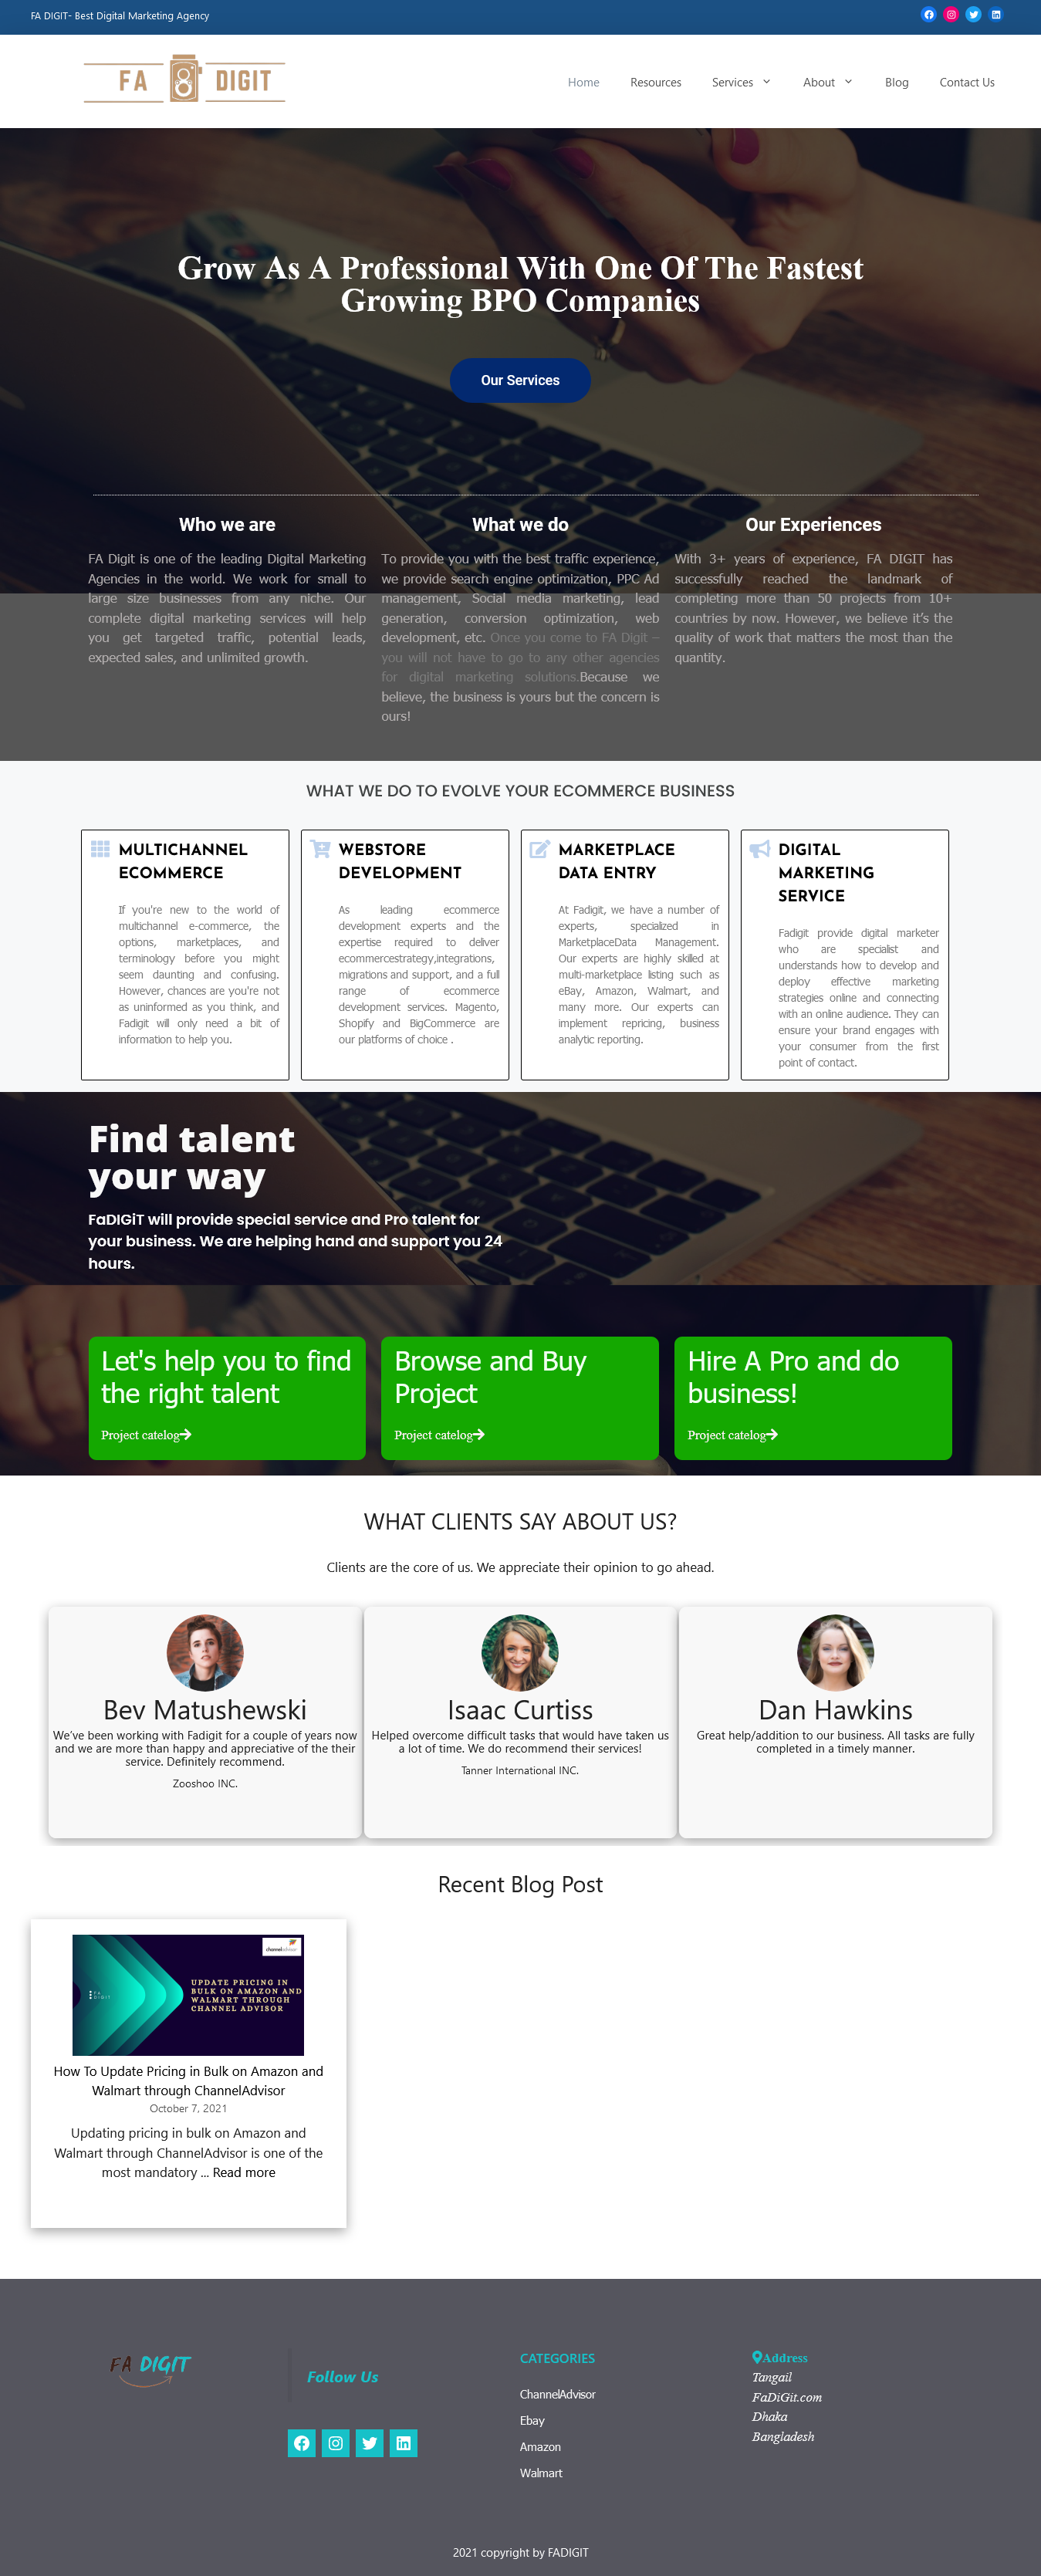 FA DIGIT- Best Digital Marketing Agency
FA DIGIT
Home Resources Services About Blog Contact Us
Grow As A Professional With One Of The Fastest
Growing BPO Companies
Our Services
Who we are
FA Digit is one of the leading Digital Marketing
Agencies in the world. We work for small to
large size businesses from any niche. Our
complete digital marketing services will help
you get targeted traffic, potential leads,
expected sales, and unlimited growth.
What we do
To provide you with the best traffic experience,
we provide search engine optimization, PPC Ad
management, Social media marketing, lead
generation, conversion optimization, web
development, etc. Once you come to FA Digit –
you will not have to go to any other agencies
for digital marketing solutions.Because we
believe, the business is yours but the concern is
ours!
Our Experiences
With 3+ years of experience, FA DIGIT has
successfully reached the landmark of
completing more than 50 projects from 10+
countries by now. However, we believe it’s the
quality of work that matters the most than the
quantity.
WHAT WE DO TO EVOLVE YOUR ECOMMERCE BUSINESS
MULTICHANNEL
ECOMMERCE
If you're new to the world of
multichannel e-commerce, the
options, marketplaces, and
terminology before you might
seem daunting and confusing.
However, chances are you're not
as uninformed as you think, and
Fadigit will only need a bit of
information to help you.
WEBSTORE
DEVELOPMENT
As leading ecommerce
development experts and the
expertise required to deliver
ecommercestrategy,integrations,
migrations and support, and a full
range of ecommerce
development services. Magento,
Shopify and BigCommerce are
our platforms of choice .
MARKETPLACE
DATA ENTRY
At Fadigit, we have a number of
experts, specialized in
MarketplaceData Management.
Our experts are highly skilled at
multi-marketplace listing such as
eBay, Amazon, Walmart, and
many more. Our experts can
implement repricing, business
analytic reporting.
DIGITAL
MARKETING
SERVICE
Fadigit provide digital marketer
who are specialist and
understands how to develop and
deploy effective marketing
strategies online and connecting
with an online audience. They can
ensure your brand engages with
your consumer from the first
point of contact.
Find talent
your way
FaDIGiT will provide special service and Pro talent for
your business. We are helping hand and support you 24
hours.
Let's help you to find
the right talent
Project catelog
Browse and Buy
Project
Project catelog
Hire A Pro and do
business!
Project catelog
WHAT CLIENTS SAY ABOUT US?
Clients are the core of us. We appreciate their opinion to go ahead.
Bev Matushewski
We’ve been working with Fadigit for a couple of years now
and we are more than happy and appreciative of the their
service. Definitely recommend.
Zooshoo INC.
Isaac Curtiss
Helped overcome difficult tasks that would have taken us
a lot of time. We do recommend their services!
Tanner International INC.
Dan Hawkins
Great help/addition to our business. All tasks are fully
completed in a timely manner.
Recent Blog Post
channeladvisor
FA
DIGIT
UPDATE PRICING IN
BULK ON AMAZON AND
WALMART THROUGH
CHANNEL ADVISOR
How To Update Pricing in Bulk on Amazon and
Walmart through ChannelAdvisor
October 7, 2021
Updating pricing in bulk on Amazon and
Walmart through ChannelAdvisor is one of the
most mandatory ... Read more
FA DIGIT
Follow Us
CATEGORIES
ChannelAdvisor
Ebay
Amazon
Walmart
Address
Tangail
FaDiGit.com
Dhaka
Bangladesh
2021 copyright by FADIGIT